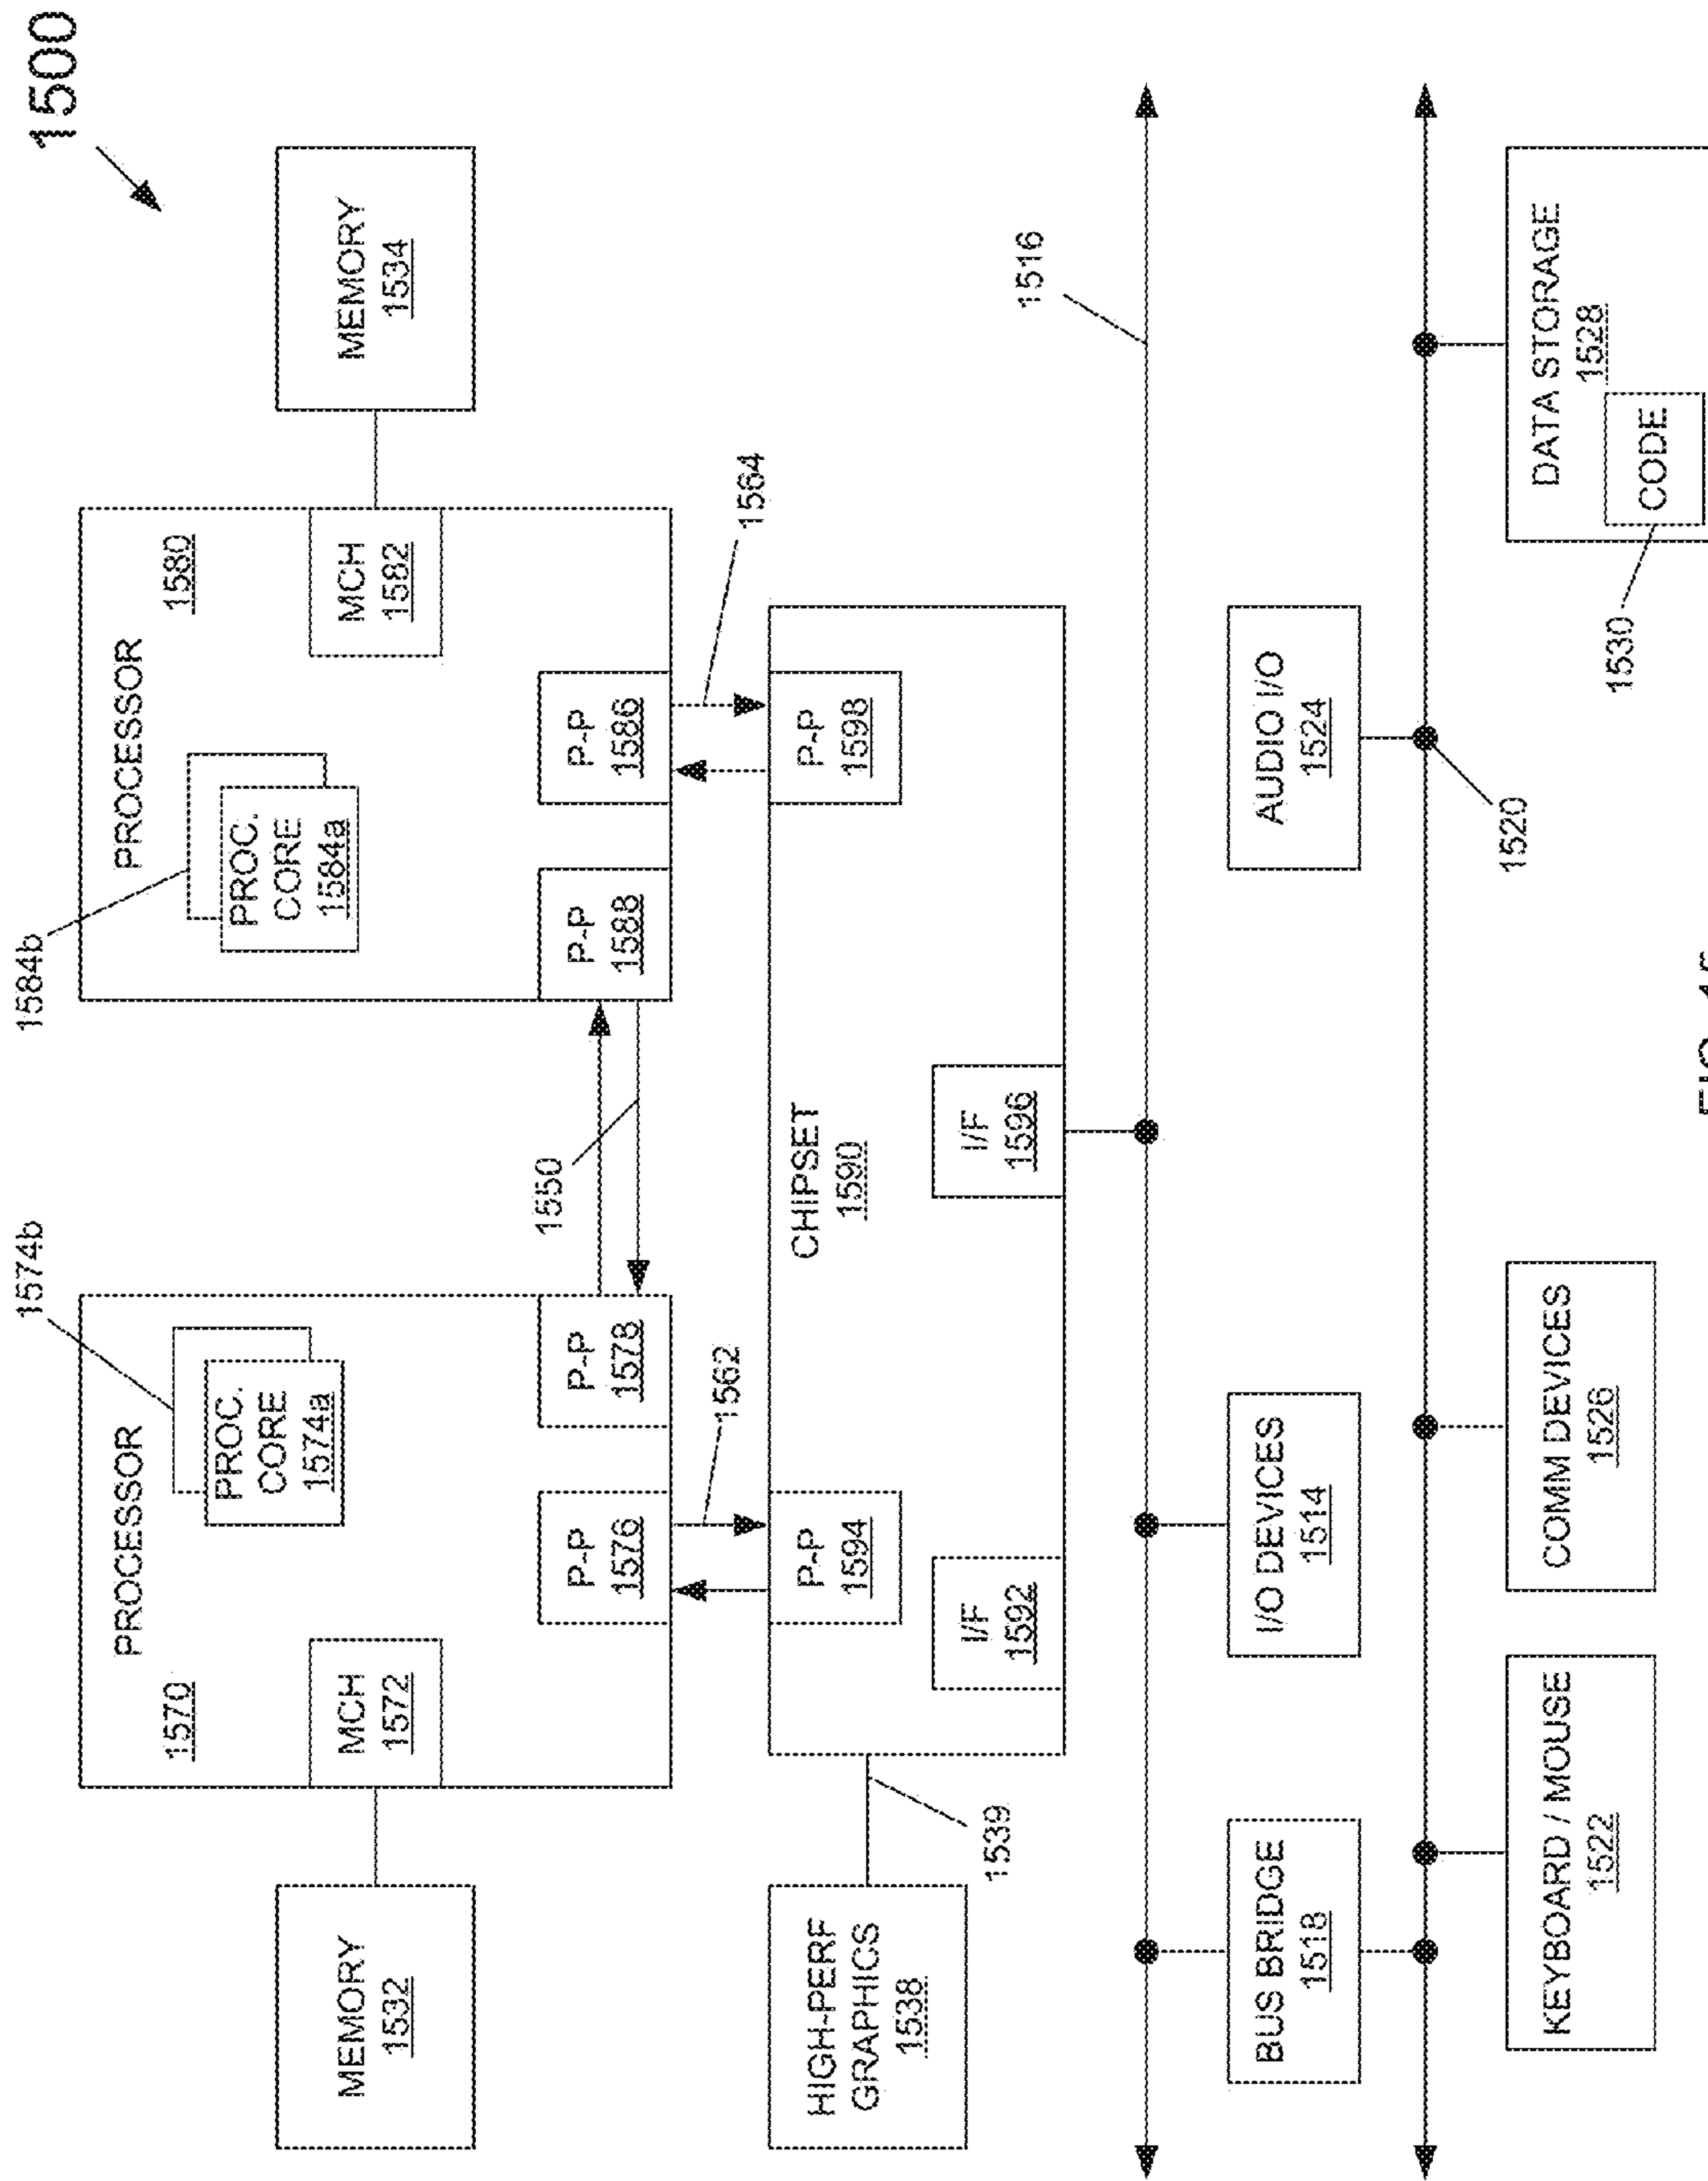 1500
1574b
1584b
PROCESSOR
1570
PROC.
CORE
1574a
MCH
1572
P-P
1576
P-P
1578
PROCESSOR
1580
PROC.
CORE
1584a
MCH
1582
P-P
1588
P-P
1586
MEMORY
1532
MEMORY
1534
1550
1562
1564
HIGH-PERF
GRAPHICS
1538
1539
P-P
1594
P-P
1598
CHIPSET
1590
I/F
1592
I/F
1596
1516
BUS BRIDGE
1518
I/O DEVICES
1514
AUDIO I/O
1524
1520
KEYBOARD / MOUSE
1522
COMM DEVICES
1526
DATA STORAGE
1528
CODE
1530
FIG. 15